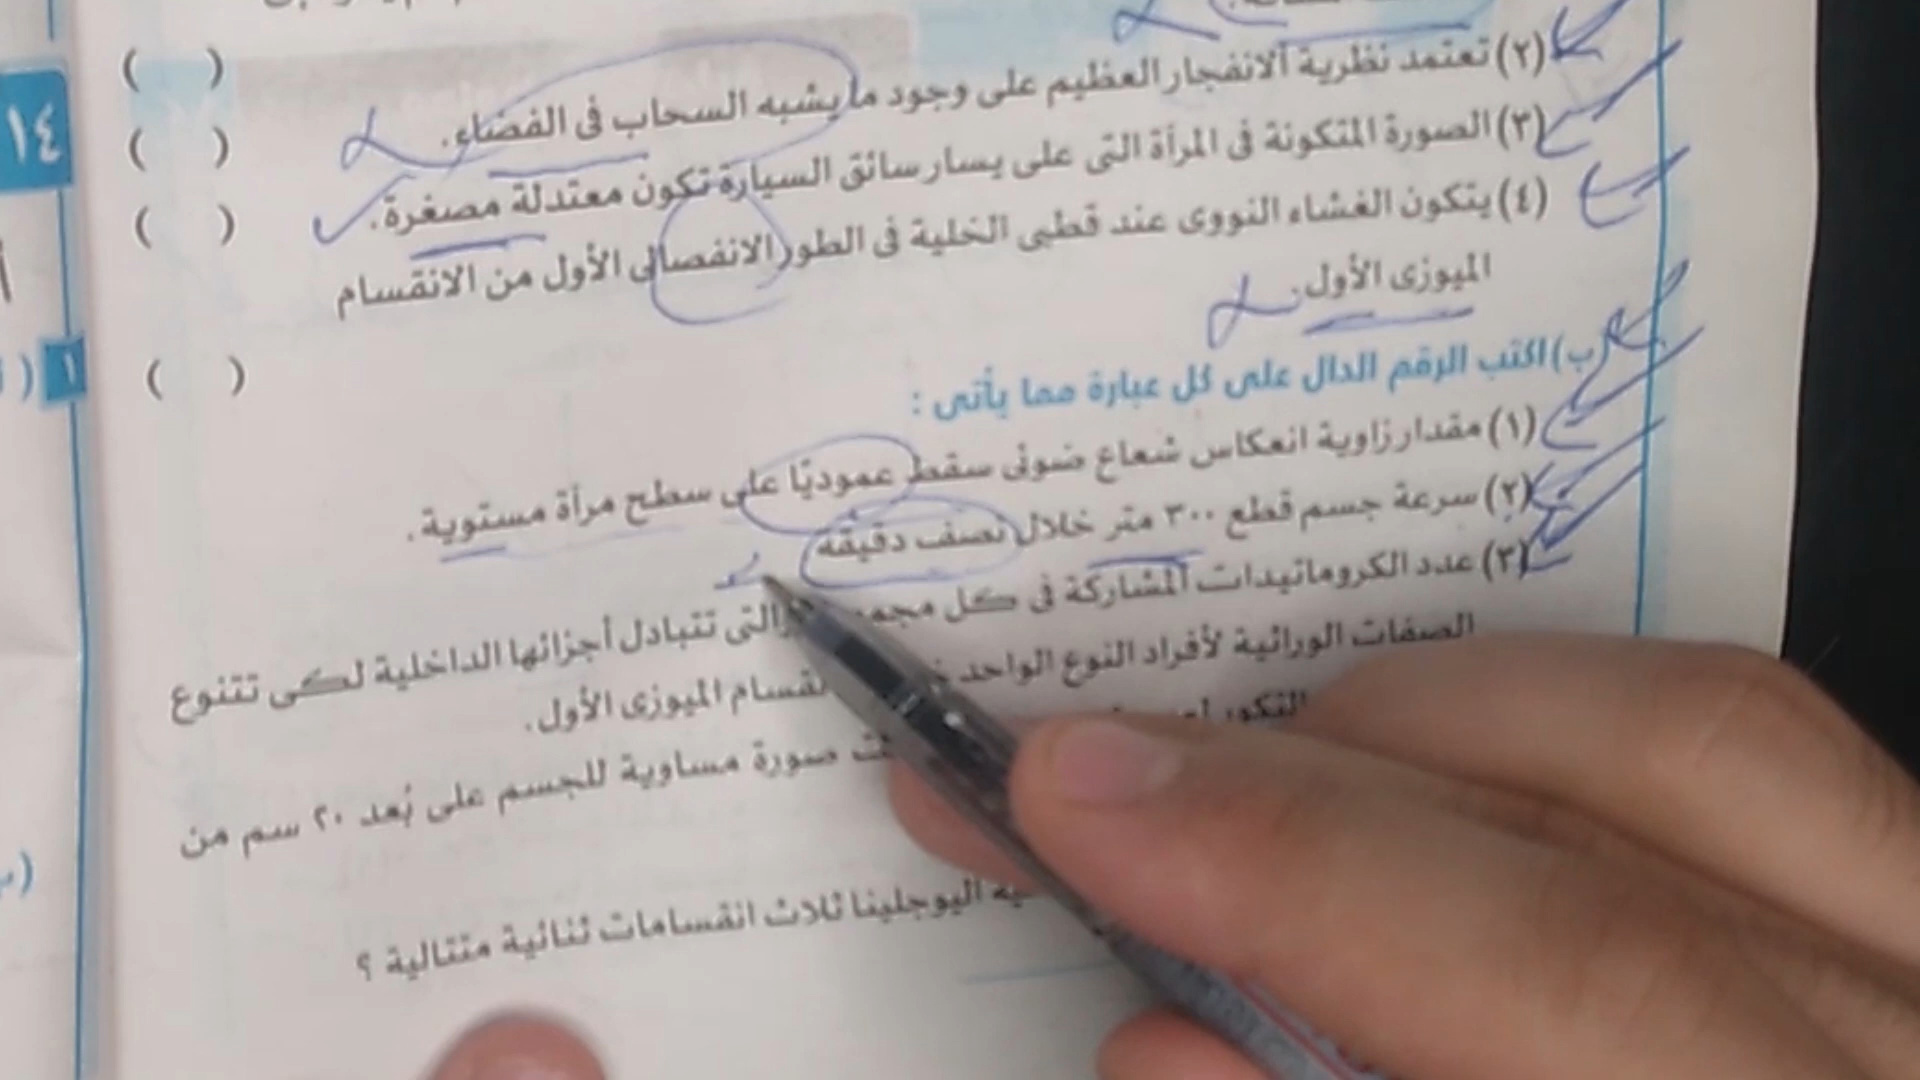 (٢) تعتمد نظرية الانفجار العظيم على وجود ما يشبه السحاب فى الفضاء. ( )
(٣) الصورة المتكونة فى المرآة التى على يسار سائق السيارة تكون معتدلة مصغرة. ( )
(٤) يتكون الغشاء النووى عند قطبى الخلية فى الطور الانفصالى الأول من الانقسام
الميوزى الأول. ( )
(ب) اكتب الرقم الدال على كل عبارة مما يأتى :
(١) مقدار زاوية انعكاس شعاع ضوئى سقط عموديًا على سطح مرآة مستوية.
(٢) سرعة جسم قطع ٣٠٠ متر خلال نصف دقيقة
(٣) عدد الكروماتيدات المشاركة فى كل التى تتبادل أجزائها الداخلية لكى تتنوع
الصفات الوراثية لأفراد النوع الواحد الميوزى الأول.
صورة مساوية للجسم على بُعد ٢٠ سم من
اليوجلينا ثلاث انقسامات ثنائية متتالية ؟
١٤
١